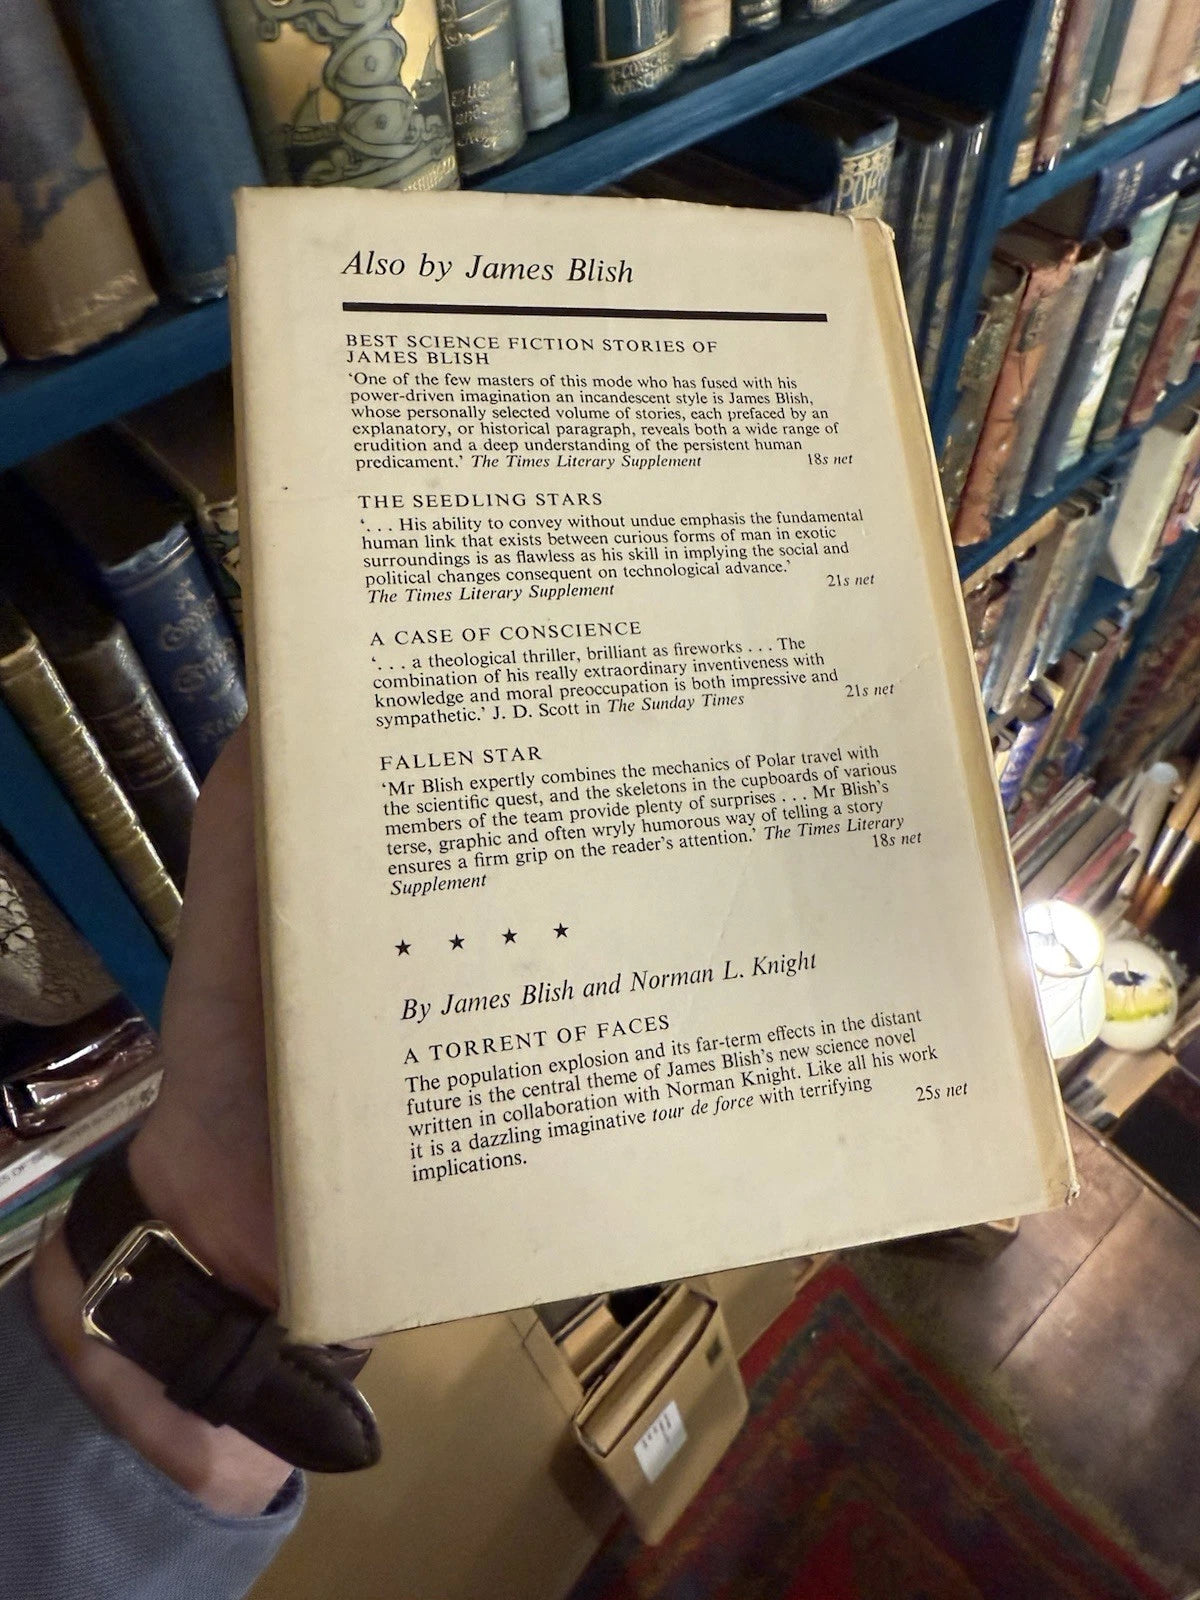 Also by James Blish
BEST SCIENCE FICTION STORIES OF
JAMES BLISH
‘One of the few masters of this mode who has fused with his
power-driven imagination an incandescent style is James Blish,
whose personally selected volume of stories, each prefaced by an
explanatory, or historical paragraph, reveals both a wide range of
erudition and a deep understanding of the persistent human
predicament.’ The Times Literary Supplement 18s net
THE SEEDLING STARS
‘. . . His ability to convey without undue emphasis the fundamental
human link that exists between curious forms of man in exotic
surroundings is as flawless as his skill in implying the social and
political changes consequent on technological advance.’
The Times Literary Supplement 21s net
A CASE OF CONSCIENCE
‘. . . a theological thriller, brilliant as fireworks . . . The
combination of his really extraordinary inventiveness with
knowledge and moral preoccupation is both impressive and
sympathetic.’ J. D. Scott in The Sunday Times 21s net
FALLEN STAR
‘Mr Blish expertly combines the mechanics of Polar travel with
the scientific quest, and the skeletons in the cupboards of various
members of the team provide plenty of surprises . . . Mr Blish’s
terse, graphic and often wryly humorous way of telling a story
ensures a firm grip on the reader’s attention.’ The Times Literary
Supplement 18s net
★ ★ ★ ★
By James Blish and Norman L. Knight
A TORRENT OF FACES
The population explosion and its far-term effects in the distant
future is the central theme of James Blish’s new science novel
written in collaboration with Norman Knight. Like all his work
it is a dazzling imaginative tour de force with terrifying
implications. 25s net